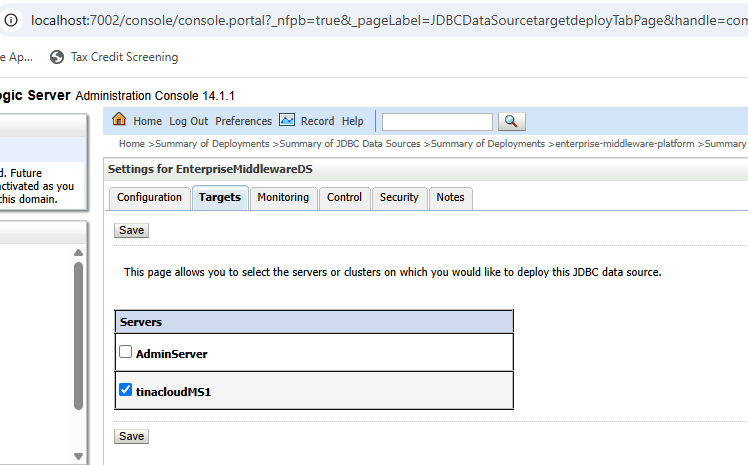 localhost:7002/console/console.portal?_nfpb=true&_pageLabel=JDBCDataSourcetargetdeployTabPage&handle=com
e Ap... Tax Credit Screening
ogic Server Administration Console 14.1.1
Home Log Out Preferences Record Help
Home >Summary of Deployments >Summary of JDBC Data Sources >Summary of Deployments >enterprise-middleware-platform >Summary
d. Future
activated as you
this domain.
Settings for EnterpriseMiddlewareDS
Configuration Targets Monitoring Control Security Notes
Save
This page allows you to select the servers or clusters on which you would like to deploy this JDBC data source.
Servers
AdminServer
tinacloudMS1
Save